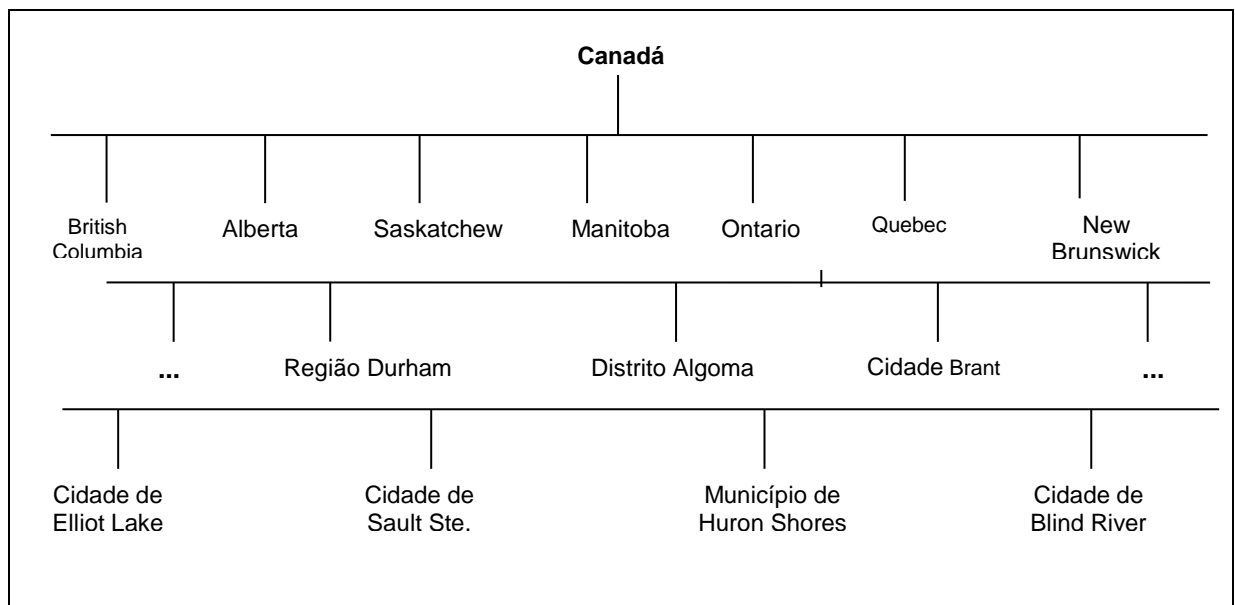 Canadá
British
Columbia
Alberta
Saskatchew
Manitoba
Ontario
Quebec
New
Brunswick
...
Região Durham
Distrito Algoma
Cidade Brant
...
Cidade de
Elliot Lake
Cidade de
Sault Ste.
Município de
Huron Shores
Cidade de
Blind River